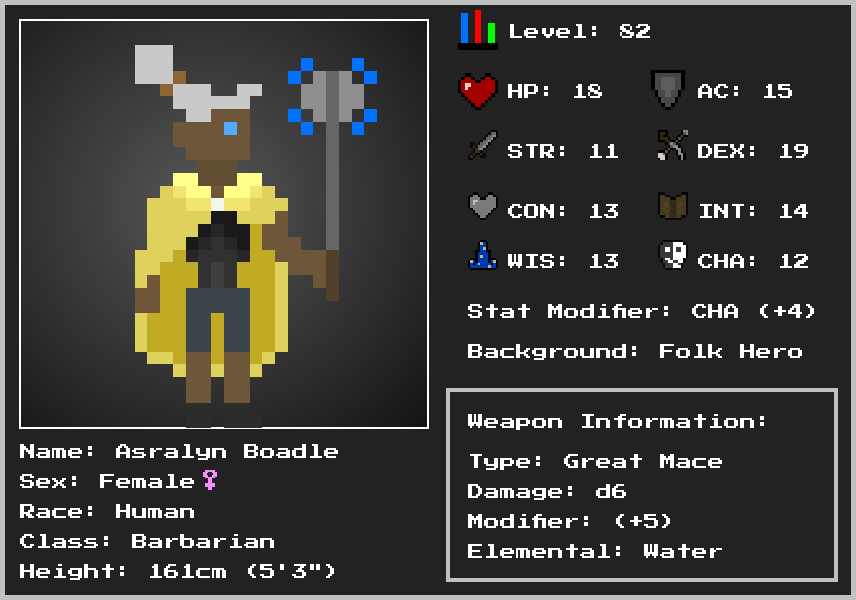 Level: 82
HP: 18 AC: 15
STR: 11 DEX: 19
CON: 13 INT: 14
WIS: 13 CHA: 12
Stat Modifier: CHA (+4)
Background: Folk Hero
Weapon Information:
Type: Great Mace
Damage: d6
Modifier: (+5)
Elemental: Water
Name: Asralyn Boadle
Sex: Female♀
Race: Human
Class: Barbarian
Height: 161cm (5'3")